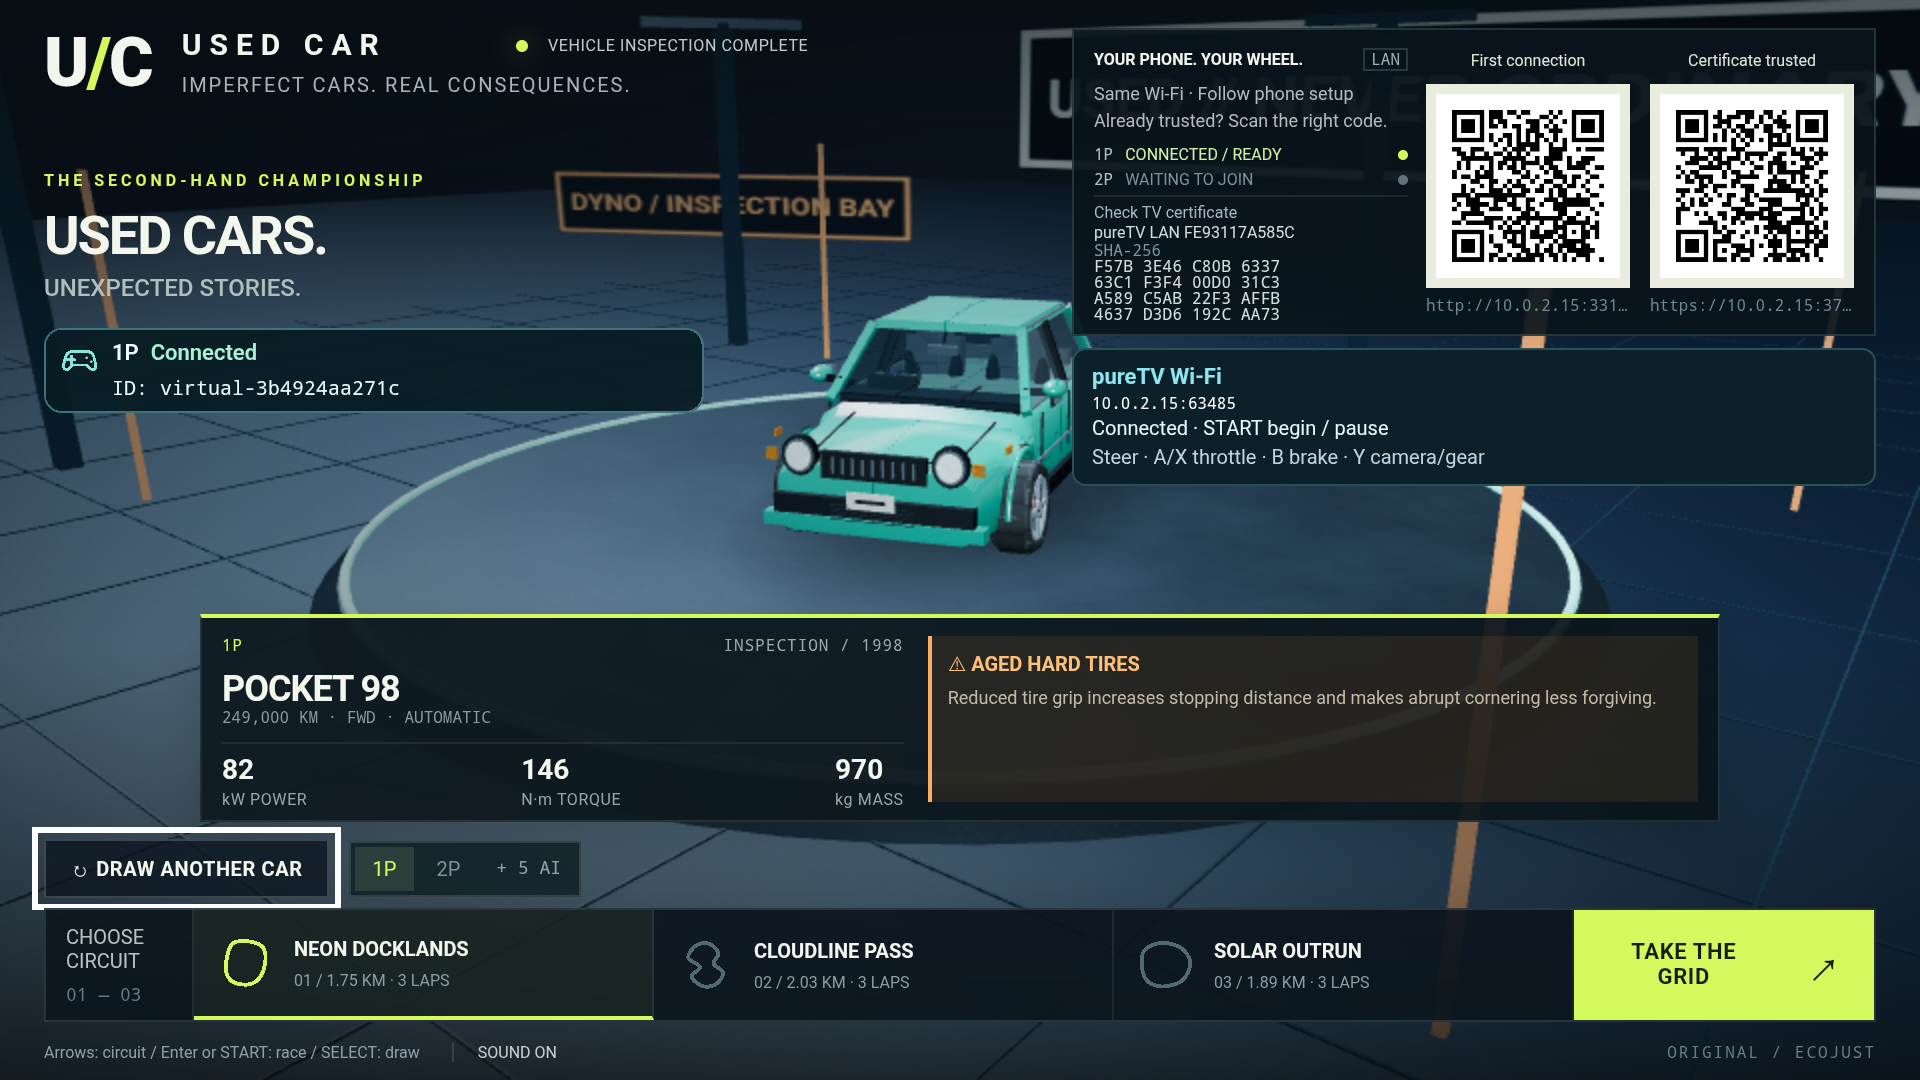 U/C
USED CAR
IMPERFECT CARS. REAL CONSEQUENCES.
VEHICLE INSPECTION COMPLETE
THE SECOND-HAND CHAMPIONSHIP
USED CARS.
UNEXPECTED STORIES.
1P Connected
ID: virtual-3b4924aa271c
DYNO / INSPECTION BAY
YOUR PHONE. YOUR WHEEL.
LAN
Same Wi-Fi · Follow phone setup
Already trusted? Scan the right code.
1P CONNECTED / READY
2P WAITING TO JOIN
Check TV certificate
pureTV LAN FE93117A585C
SHA-256
F57B 3E46 C80B 6337
63C1 F3F4 00D0 31C3
A589 C5AB 22F3 AFFB
4637 D3D6 192C AA73
First connection
http://10.0.2.15:331…
Certificate trusted
https://10.0.2.15:37…
pureTV Wi-Fi
10.0.2.15:63485
Connected · START begin / pause
Steer · A/X throttle · B brake · Y camera/gear
1P
INSPECTION / 1998
POCKET 98
249,000 KM · FWD · AUTOMATIC
82
kW POWER
146
N·m TORQUE
970
kg MASS
⚠ AGED HARD TIRES
Reduced tire grip increases stopping distance and makes abrupt cornering less forgiving.
↻ DRAW ANOTHER CAR
1P 2P + 5 AI
CHOOSE
CIRCUIT
01 — 03
NEON DOCKLANDS
01 / 1.75 KM · 3 LAPS
CLOUDLINE PASS
02 / 2.03 KM · 3 LAPS
SOLAR OUTRUN
03 / 1.89 KM · 3 LAPS
TAKE THE
GRID ↗
Arrows: circuit / Enter or START: race / SELECT: draw
SOUND ON
ORIGINAL / ECOJUST